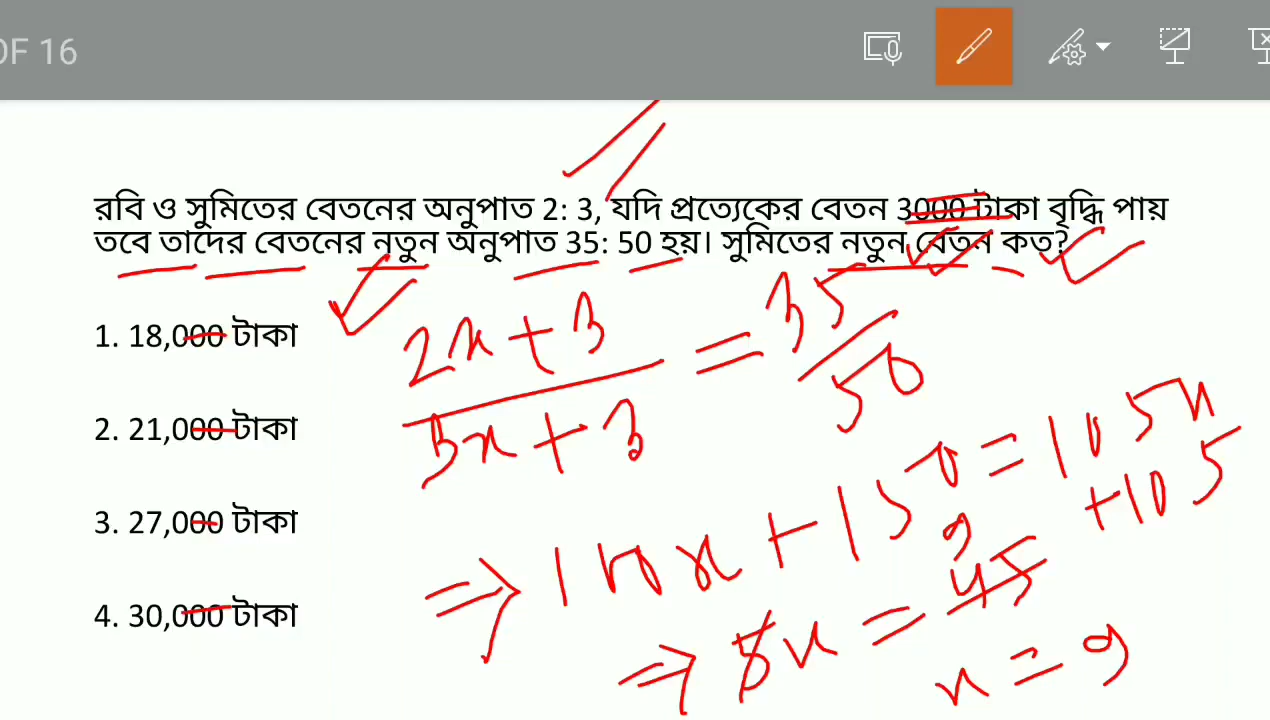 OF 16
রবি ও সুমিতের বেতনের অনুপাত 2: 3, যদি প্রত্যেকের বেতন 3000 টাকা বৃদ্ধি পায়
তবে তাদের বেতনের নতুন অনুপাত 35: 50 হয়। সুমিতের নতুন বেতন কত?
1. 18,000 টাকা
2x + 3
3x + 3
= 35
50
2. 21,000 টাকা
3. 27,000 টাকা
⇒ 100x + 150 = 105x
+105
4. 30,000 টাকা
⇒ 5x = 45
9
x = 9